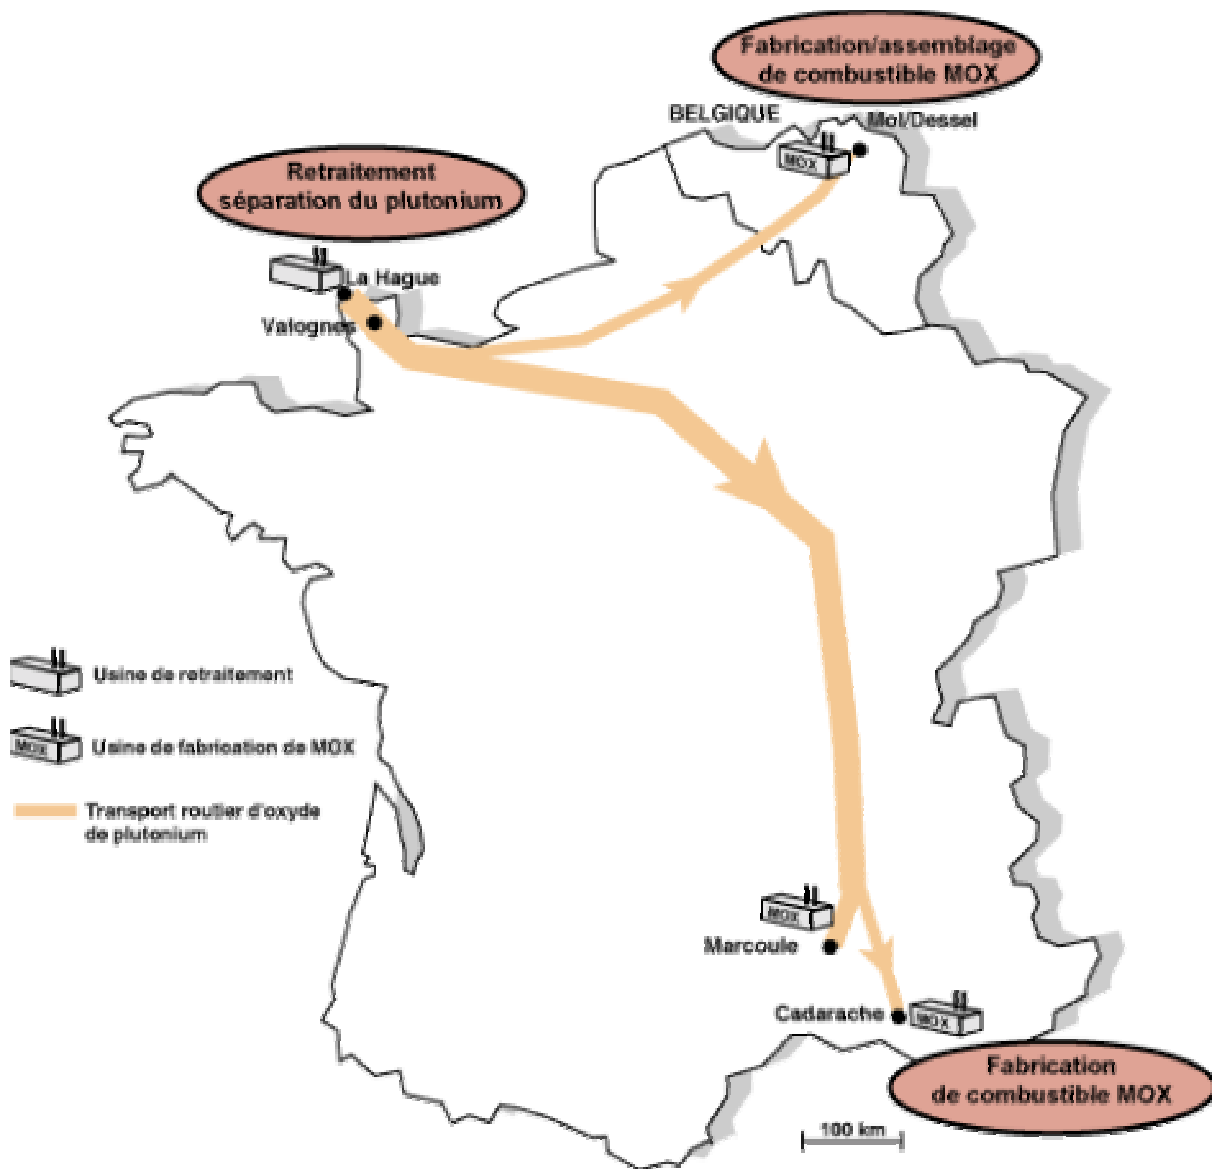 Fabrication/assemblage
de combustible MOX
BELGIQUE
Mol/Dessel
MOX
Retraitement
séparation du plutonium
La Hague
Valognes
Usine de retraitement
MOX
Usine de fabrication de MOX
Transport routier d'oxyde
de plutonium
MOX
Marcoule
Cadarache
MOX
Fabrication
de combustible MOX
100 km